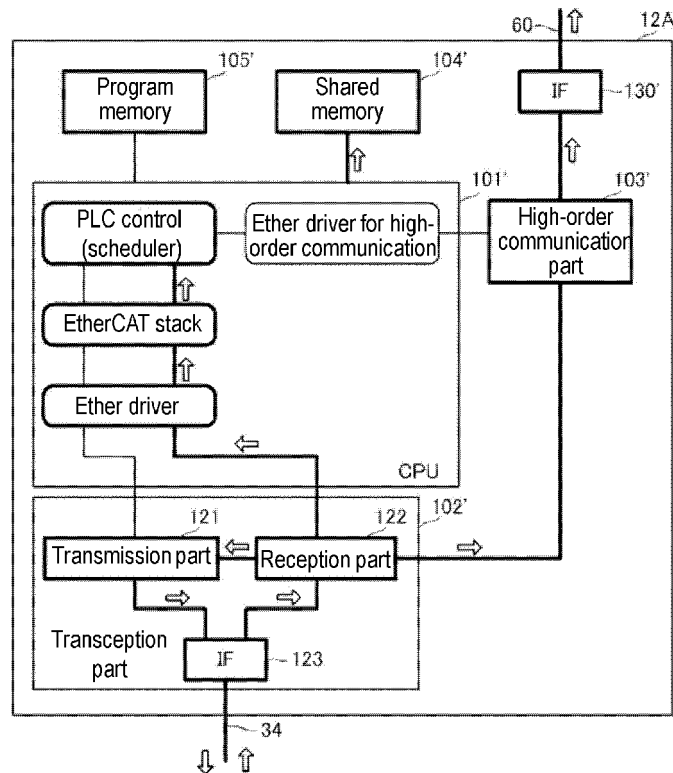 60
12A
105'
104'
Program
memory
Shared
memory
IF
130'
101'
103'
PLC control
(scheduler)
Ether driver for high-
order communication
High-order
communication
part
EtherCAT stack
Ether driver
CPU
102'
121
122
Transmission part
Reception part
Transception
part
IF
123
34